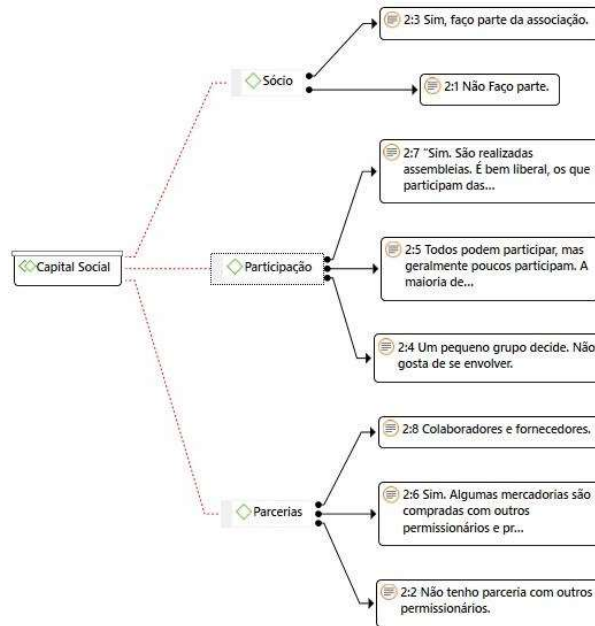 2:3 Sim, faço parte da associação.
Sócio
2:1 Não Faço parte.
2:7 “Sim. São realizadas
assembleias. É bem liberal, os que
participam das...
Capital Social
Participação
2:5 Todos podem participar, mas
geralmente poucos participam. A
maioria de...
2:4 Um pequeno grupo decide. Não
gosta de se envolver.
2:8 Colaboradores e fornecedores.
Parcerias
2:6 Sim. Algumas mercadorias são
compradas com outros
permissionários e pr...
2:2 Não tenho parceria com outros
permissionários.